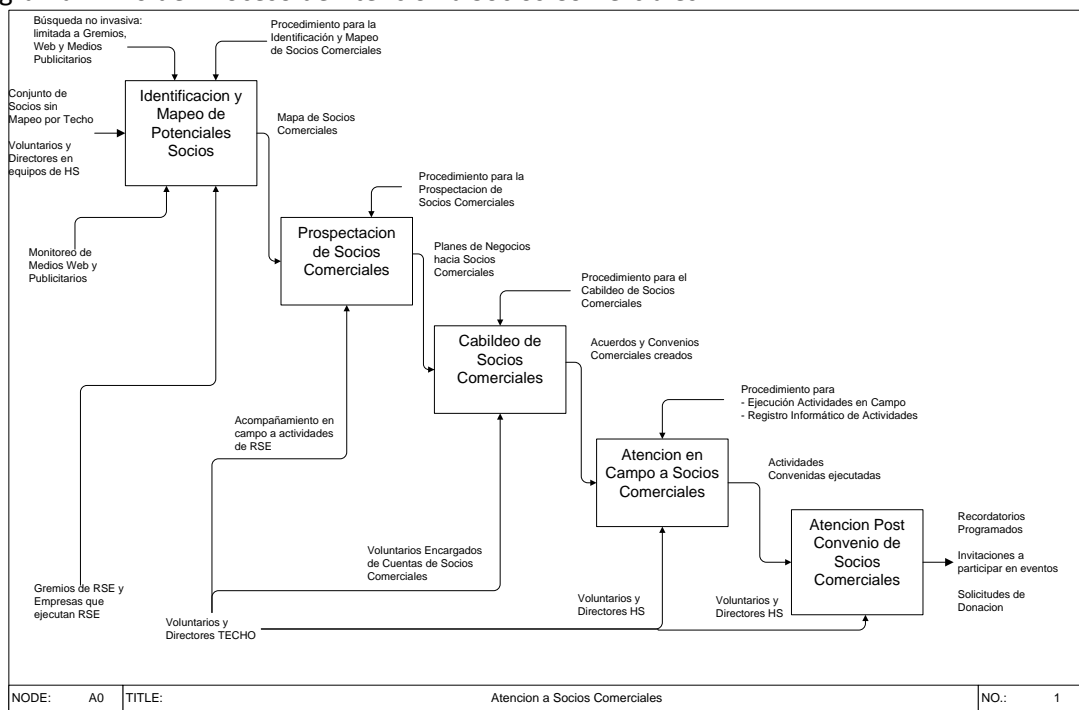 Búsqueda no invasiva:
limitada a Gremios,
Web y Medios
Publicitarios
Procedimiento para la
Identificación y Mapeo
de Socios Comerciales
Conjunto de
Socios sin
Mapeo por Techo
Voluntarios y
Directores en
equipos de HS
Identificacion y
Mapeo de
Potenciales
Socios
Mapa de Socios
Comerciales
Monitoreo de
Medios Web y
Publicitarios
Procedimiento para la
Prospectacion de
Socios Comerciales
Prospectacion
de Socios
Comerciales
Planes de Negocios
hacia Socios
Comerciales
Procedimiento para el
Cabildeo de Socios
Comerciales
Cabildeo de
Socios
Comerciales
Acuerdos y Convenios
Comerciales creados
Procedimiento para
- Ejecución Actividades en Campo
- Registro Informático de Actividades
Acompañamiento en
campo a actividades
de RSE
Atencion en
Campo a Socios
Comerciales
Actividades
Convenidas ejecutadas
Atencion Post
Convenio de
Socios
Comerciales
Recordatorios
Programados
Invitaciones a
participar en eventos
Solicitudes de
Donacion
Voluntarios Encargados
de Cuentas de Socios
Comerciales
Gremios de RSE y
Empresas que
ejecutan RSE
Voluntarios y
Directores TECHO
Voluntarios y
Directores HS
Voluntarios y
Directores HS
NODE: A0 TITLE: Atencion a Socios Comerciales NO.: 1